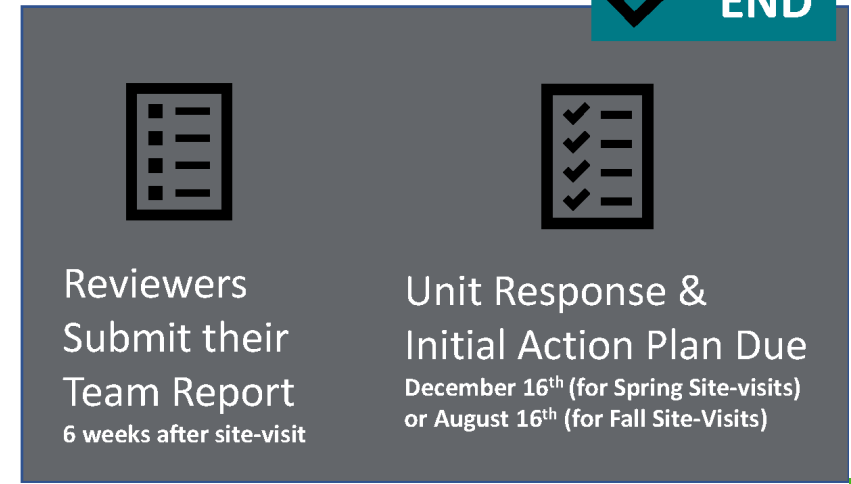 END
Reviewers
Submit their
Team Report
6 weeks after site-visit
Unit Response &
Initial Action Plan Due
December 16th (for Spring Site-visits)
or August 16th (for Fall Site-Visits)